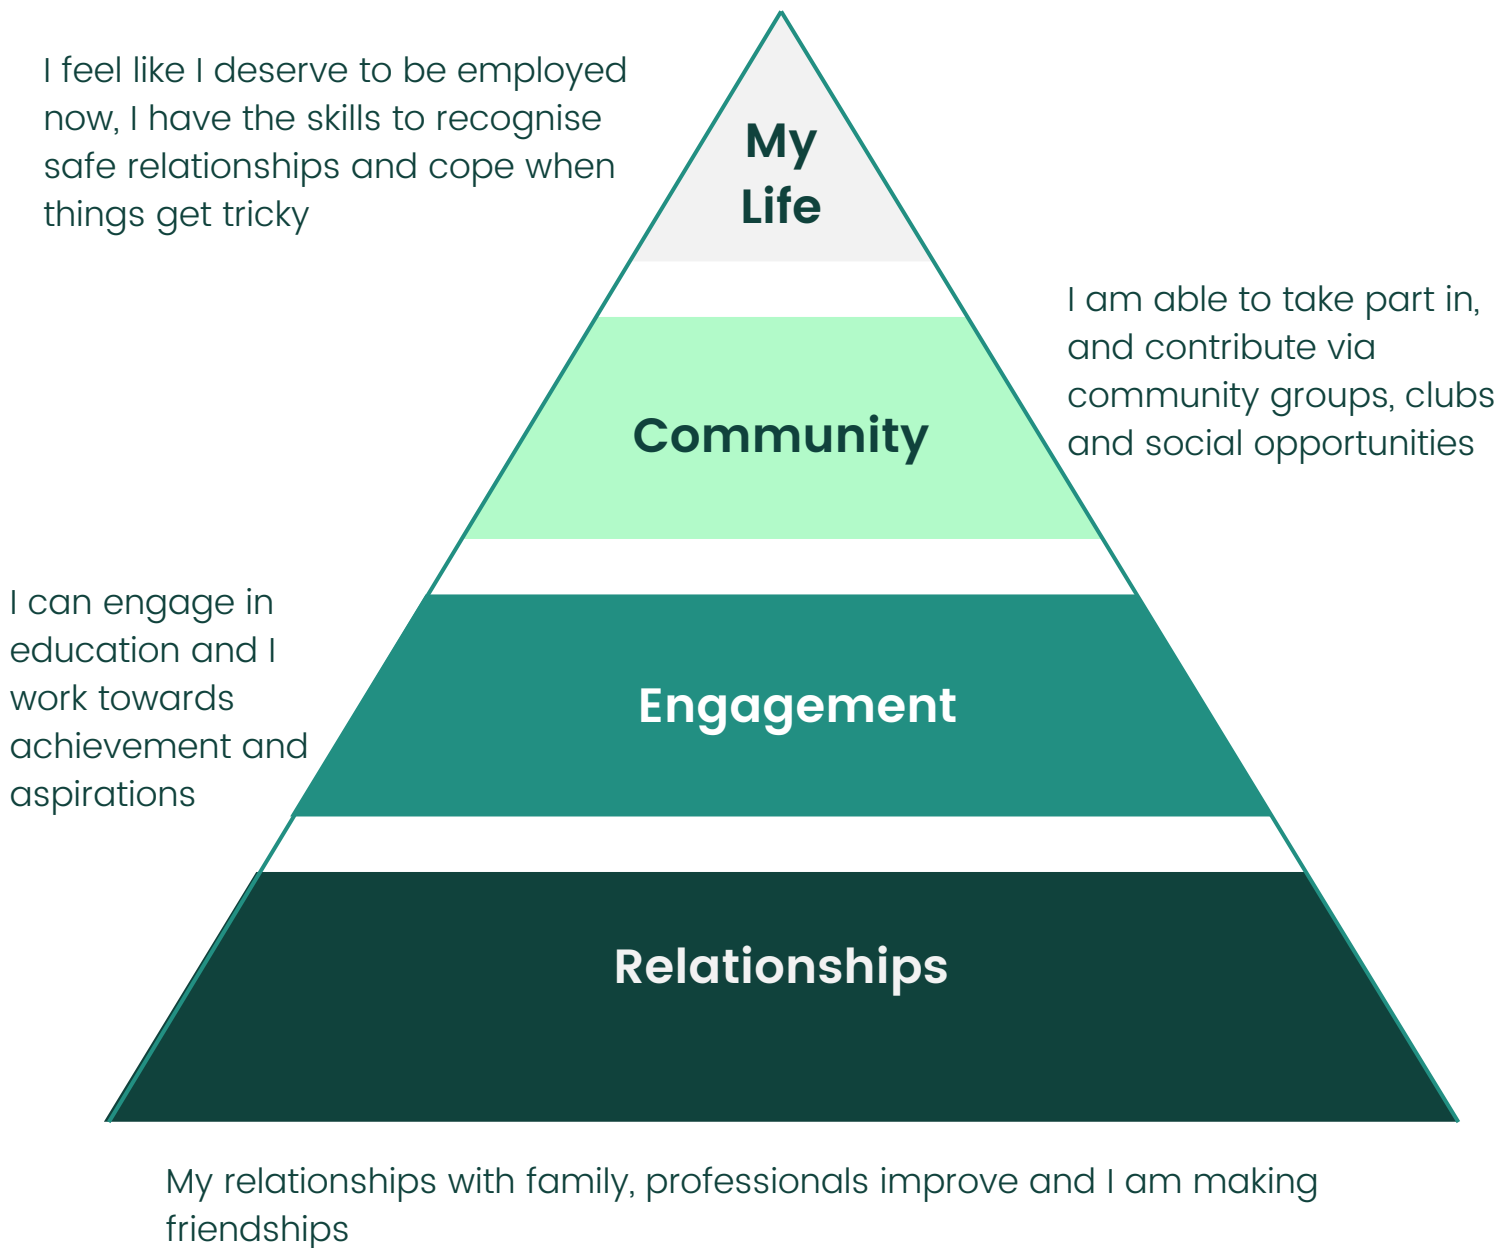 I feel like I deserve to be employed
now, I have the skills to recognise
safe relationships and cope when
things get tricky
My
Life
I am able to take part in,
and contribute via
community groups, clubs
and social opportunities
Community
I can engage in
education and I
work towards
achievement and
aspirations
Engagement
Relationships
My relationships with family, professionals improve and I am making
friendships